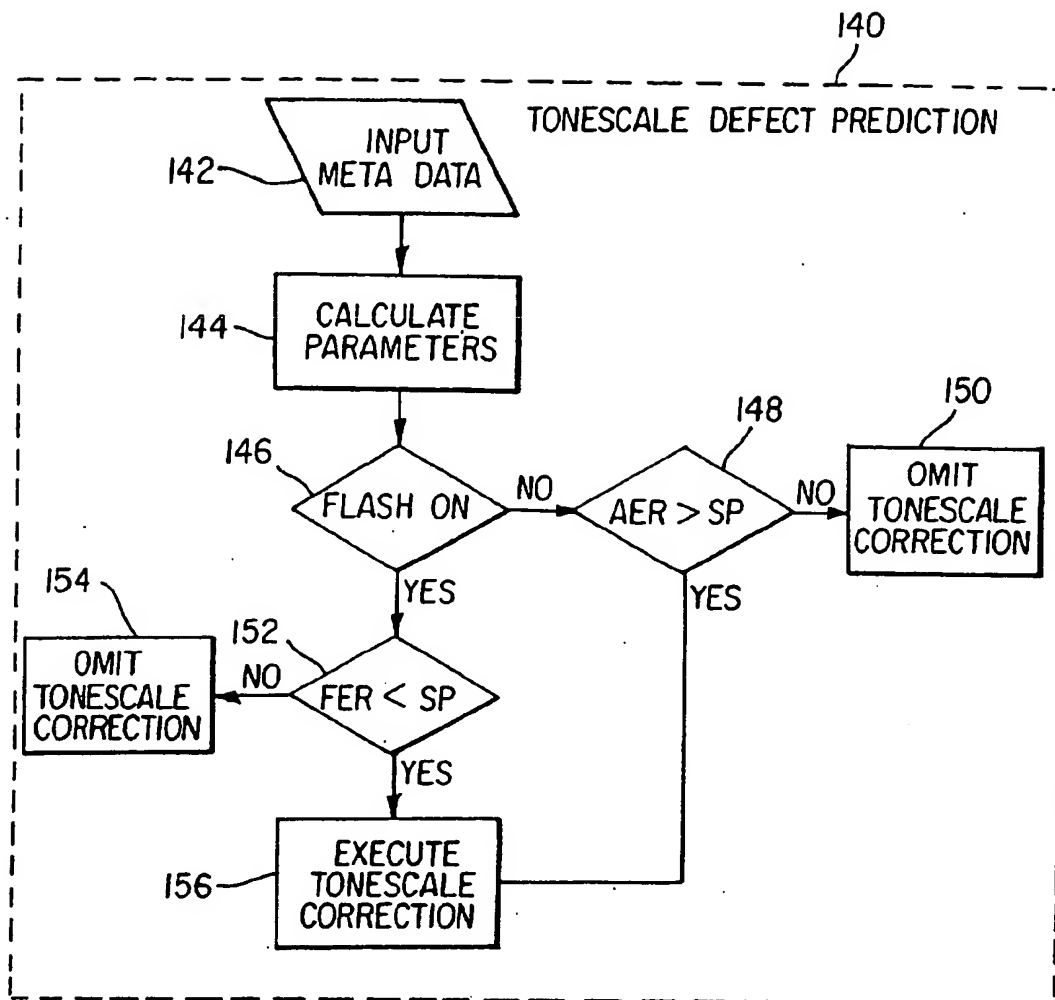 140
TONESCALE DEFECT PREDICTION
INPUT
META DATA
142
CALCULATE
PARAMETERS
144
146
FLASH ON
NO
148
AER > SP
NO
150
OMIT
TONESCALE
CORRECTION
YES
YES
154
OMIT
TONESCALE
CORRECTION
NO
152
FER < SP
YES
156
EXECUTE
TONESCALE
CORRECTION